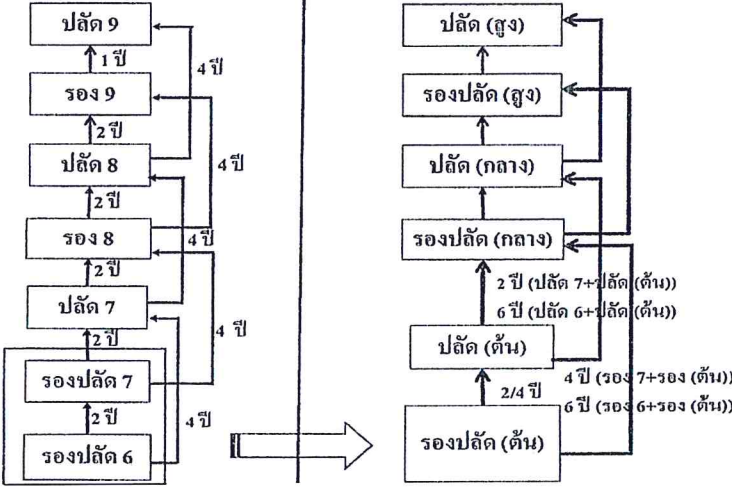 ปลัด 9
1 ปี
4 ปี
รอง 9
2 ปี
ปลัด 8
4 ปี
2 ปี
รอง 8
4 ปี
2 ปี
ปลัด 7
4 ปี
2 ปี
รองปลัด 7
2 ปี
4 ปี
รองปลัด 6
ปลัด (สูง)
รองปลัด (สูง)
ปลัด (กลาง)
รองปลัด (กลาง)
2 ปี (ปลัด 7+ปลัด (ต้น))
6 ปี (ปลัด 6+ปลัด (ต้น))
ปลัด (ต้น)
2/4 ปี
4 ปี (รอง 7+รอง (ต้น))
6 ปี (รอง 6+รอง (ต้น))
รองปลัด (ต้น)